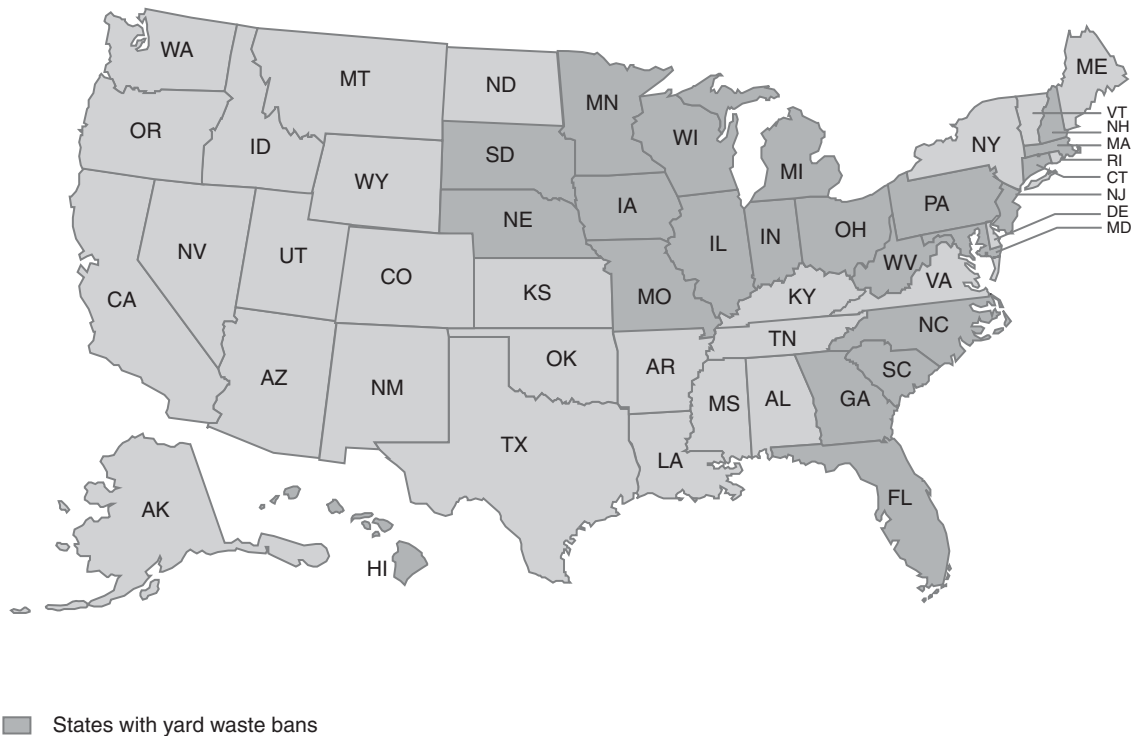 WA
MT
ND
MN
ME
VT
NH
MA
RI
CT
NJ
DE
MD
OR
ID
SD
WI
NY
MI
WY
NE
IA
PA
NV
UT
CO
IL
IN
OH
WV
VA
CA
KS
MO
KY
NC
TN
AZ
NM
OK
AR
SC
MS
AL
GA
TX
LA
FL
AK
HI
States with yard waste bans